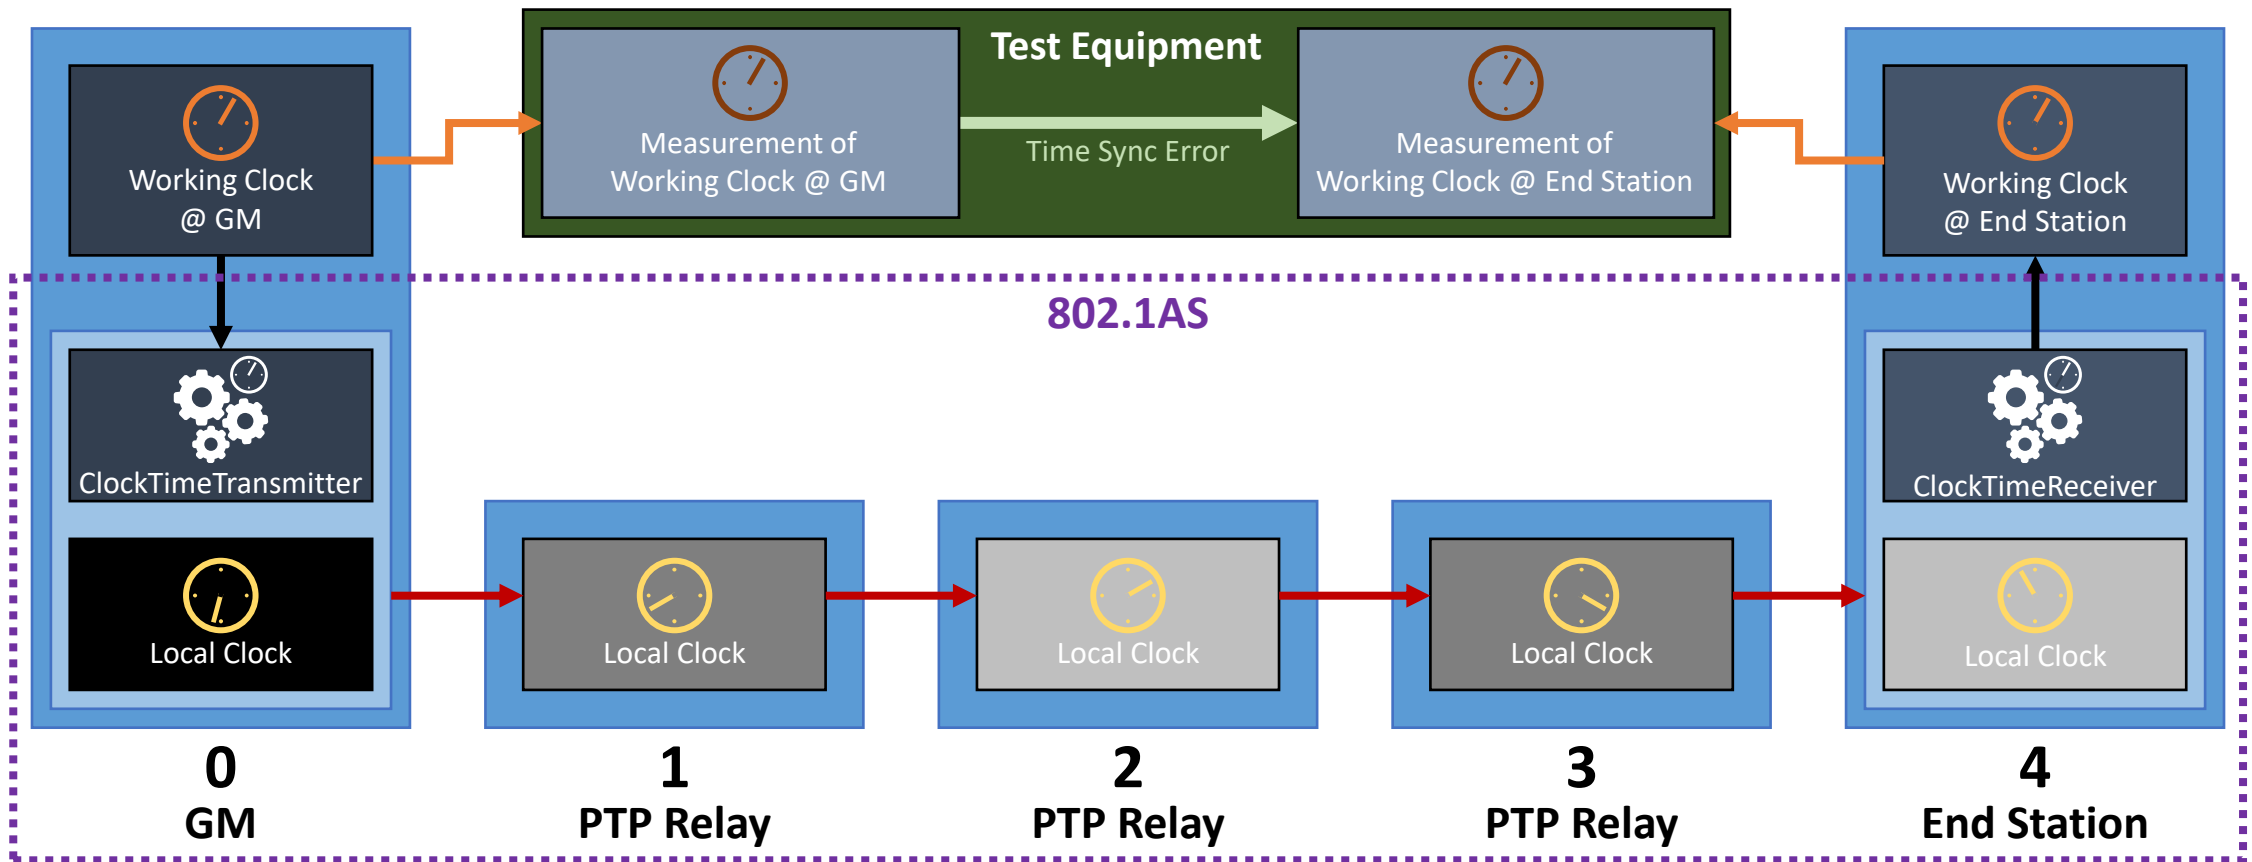 Test Equipment
Working Clock
@ GM
Measurement of
Working Clock @ GM
Time Sync Error
Measurement of
Working Clock @ End Station
Working Clock
@ End Station
802.1AS
ClockTimeTransmitter
ClockTimeReceiver
Local Clock
Local Clock
Local Clock
Local Clock
Local Clock
0
GM
1
PTP Relay
2
PTP Relay
3
PTP Relay
4
End Station